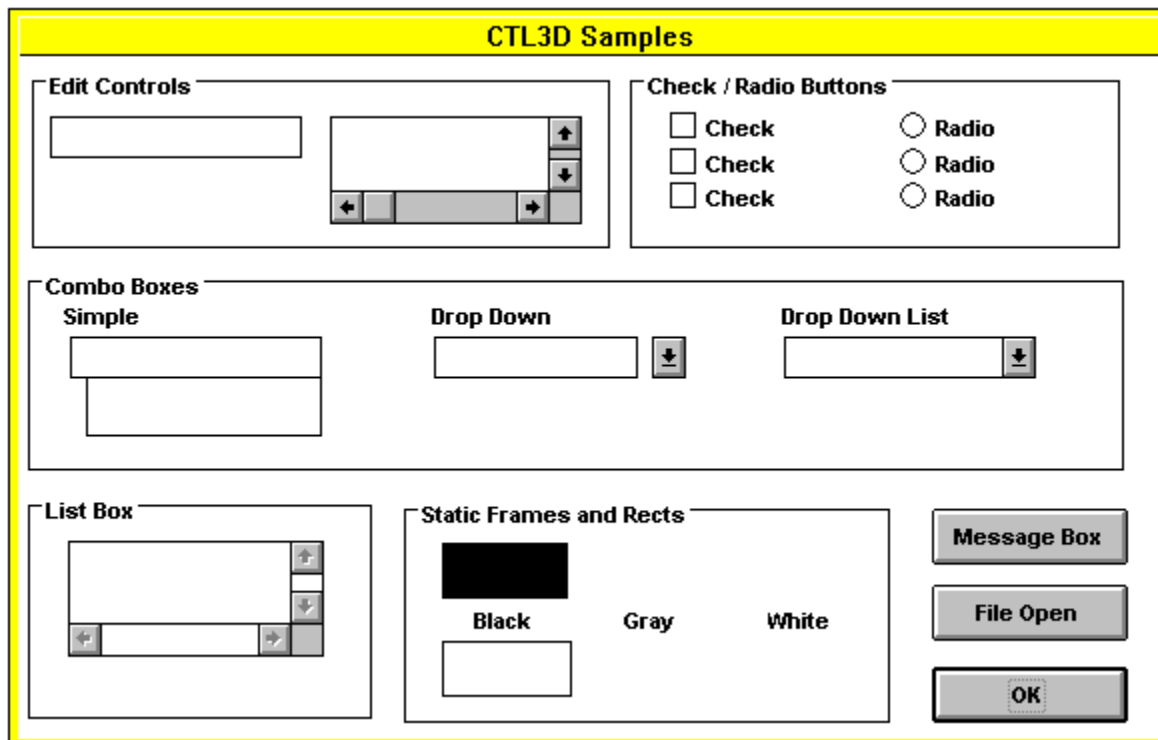 CTL3D Samples
Edit Controls
Check / Radio Buttons
Check Radio
Check Radio
Check Radio
Combo Boxes
Simple Drop Down Drop Down List
List Box
Static Frames and Rects
Black Gray White
Message Box
File Open
OK